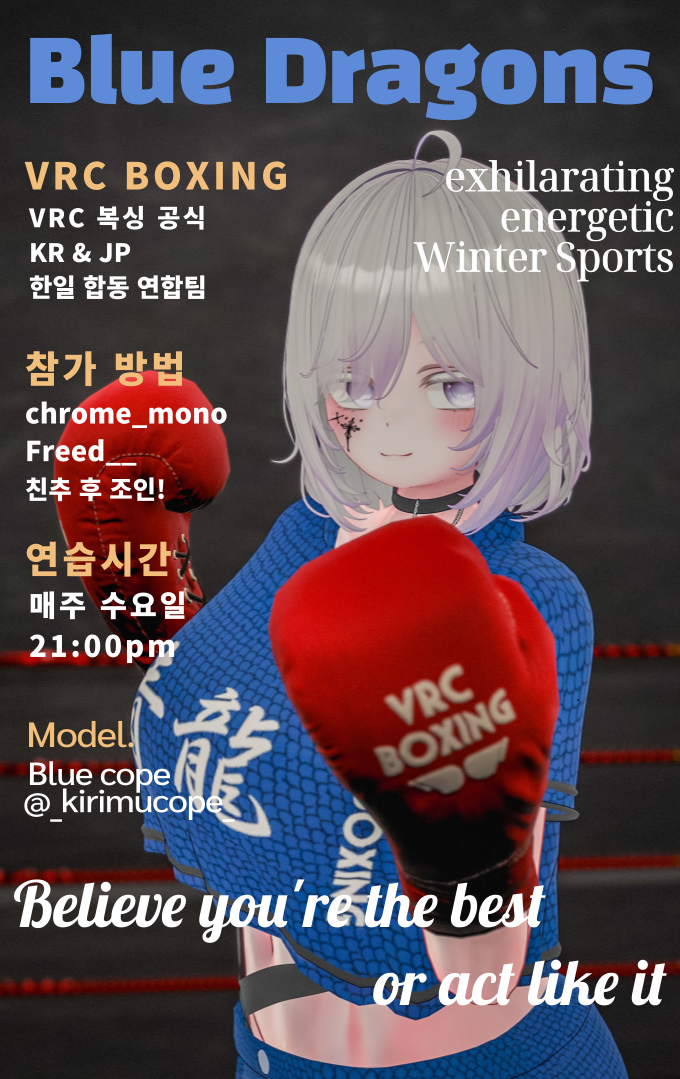 Blue Dragons
VRC BOXING
VRC 복싱 공식
KR & JP
한일 합동 연합팀
exhilarating
energetic
Winter Sports
참가 방법
chrome_mono
Freed__
친추 후 조인!
연습시간
매주 수요일
21:00pm
龍
VRC
BOXING
Model.
Blue cope
@_kirimucope_
Believe you're the best
or act like it